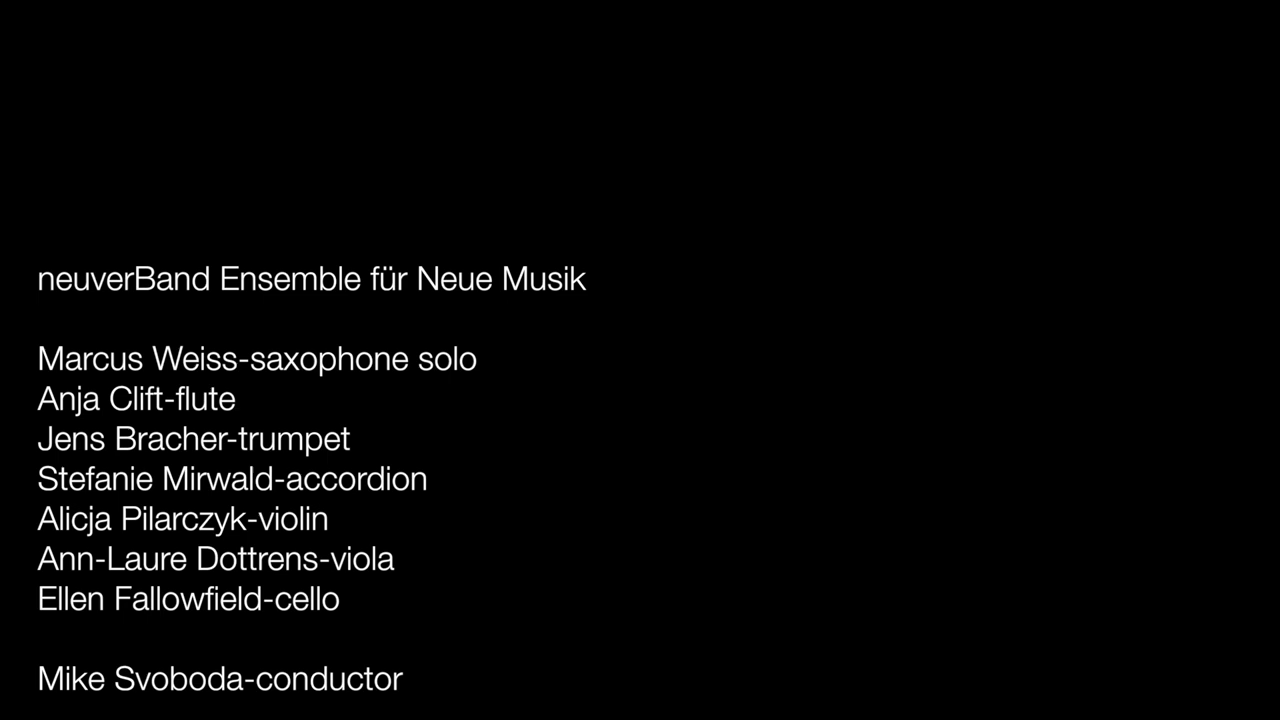 neuverBand Ensemble für Neue Musik
Marcus Weiss-saxophone solo
Anja Clift-flute
Jens Bracher-trumpet
Stefanie Mirwald-accordion
Alicja Pilarczyk-violin
Ann-Laure Dottrens-viola
Ellen Fallowfield-cello
Mike Svoboda-conductor